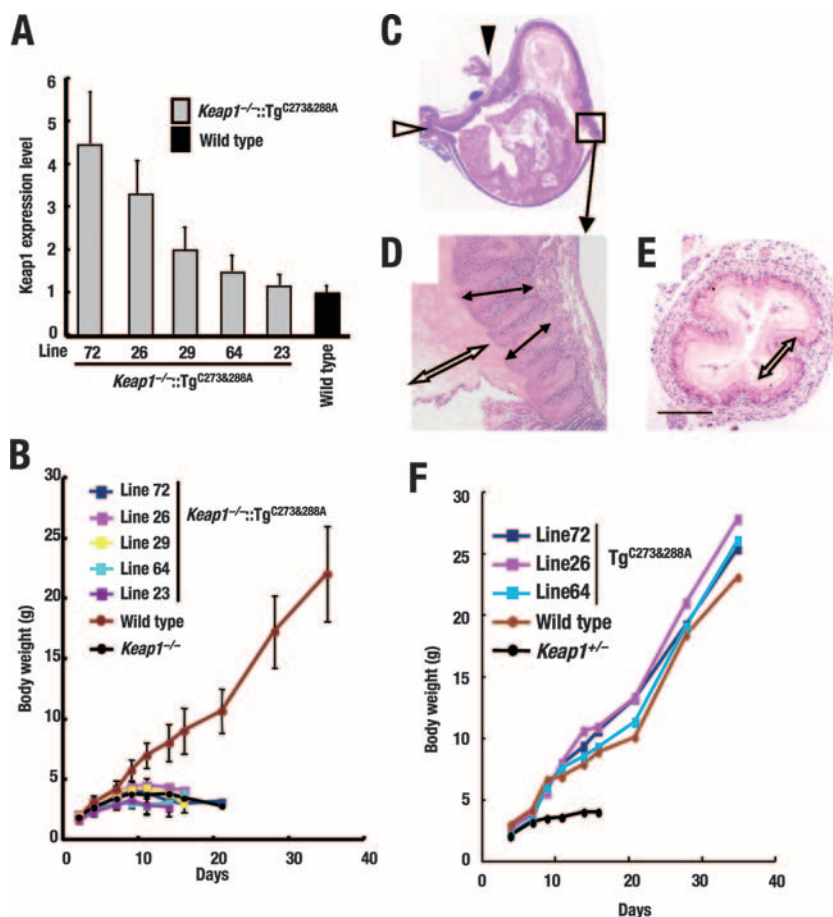 A
Keap1 expression level
6
5
4
3
2
1
0
Keap1–/–::TgC273&288A
Wild type
Line 72 26 29 64 23 Wild type
Keap1–/–::TgC273&288A
B
Body weight (g)
30
25
20
15
10
5
0
Line 72
Line 26
Line 29
Line 64
Line 23
Keap1–/–::TgC273&288A
Wild type
Keap1–/–
0 10 20 30 40
Days
C
D
E
F
Body weight (g)
30
25
20
15
10
5
0
Line72
Line26
Line64
TgC273&288A
Wild type
Keap1+/–
0 10 20 30 40
Days